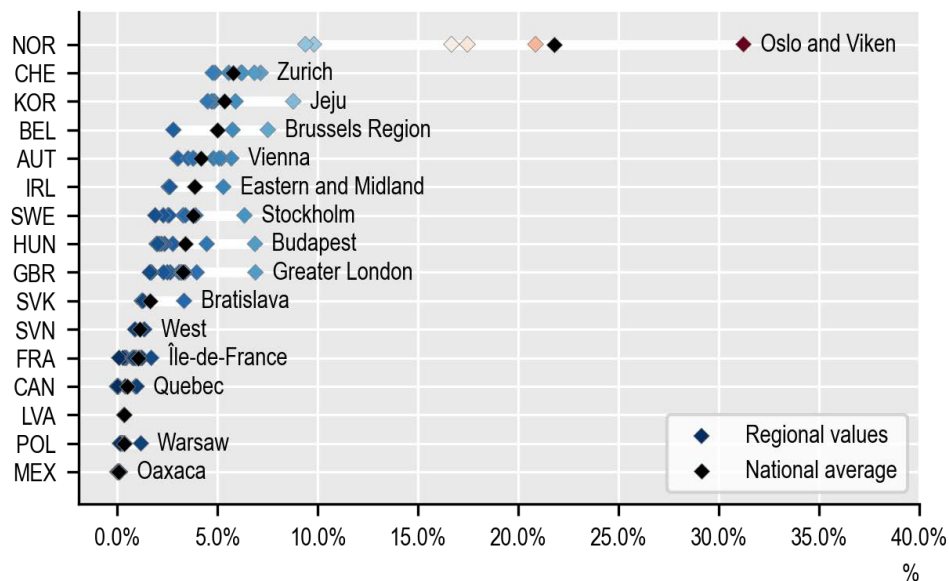 NOR
Oslo and Viken
CHE
Zurich
KOR
Jeju
BEL
Brussels Region
AUT
Vienna
IRL
Eastern and Midland
SWE
Stockholm
HUN
Budapest
GBR
Greater London
SVK
Bratislava
SVN
West
FRA
Île-de-France
CAN
Quebec
LVA
POL
Warsaw
MEX
Oaxaca
Regional values
National average
0.0% 5.0% 10.0% 15.0% 20.0% 25.0% 30.0% 35.0% 40.0%
%